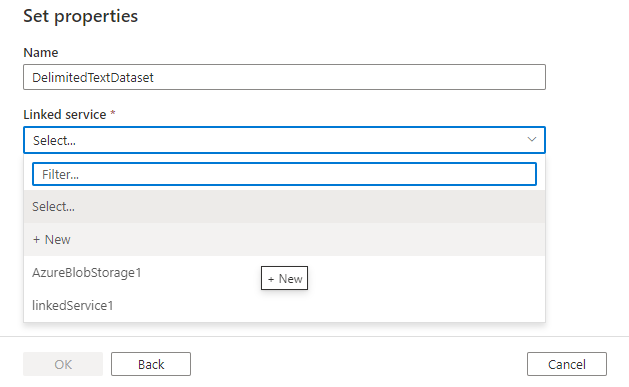 Set properties
Name
DelimitedTextDataset
Linked service *
Select...
Filter...
Select...
+ New
AzureBlobStorage1
+ New
linkedService1
OK Back Cancel